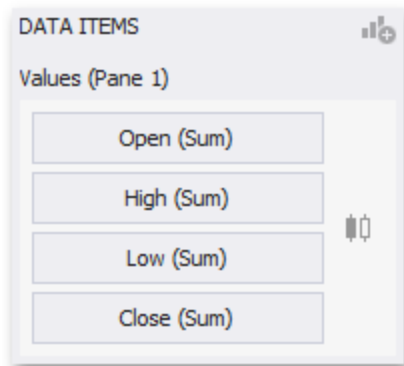 DATA ITEMS
Values (Pane 1)
Open (Sum)
High (Sum)
Low (Sum)
Close (Sum)